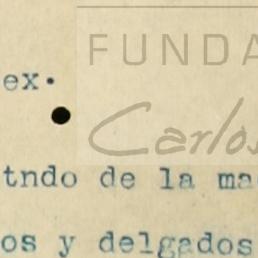 FUNDA
ex.
Carlos
tndo de la ma
os y delgados